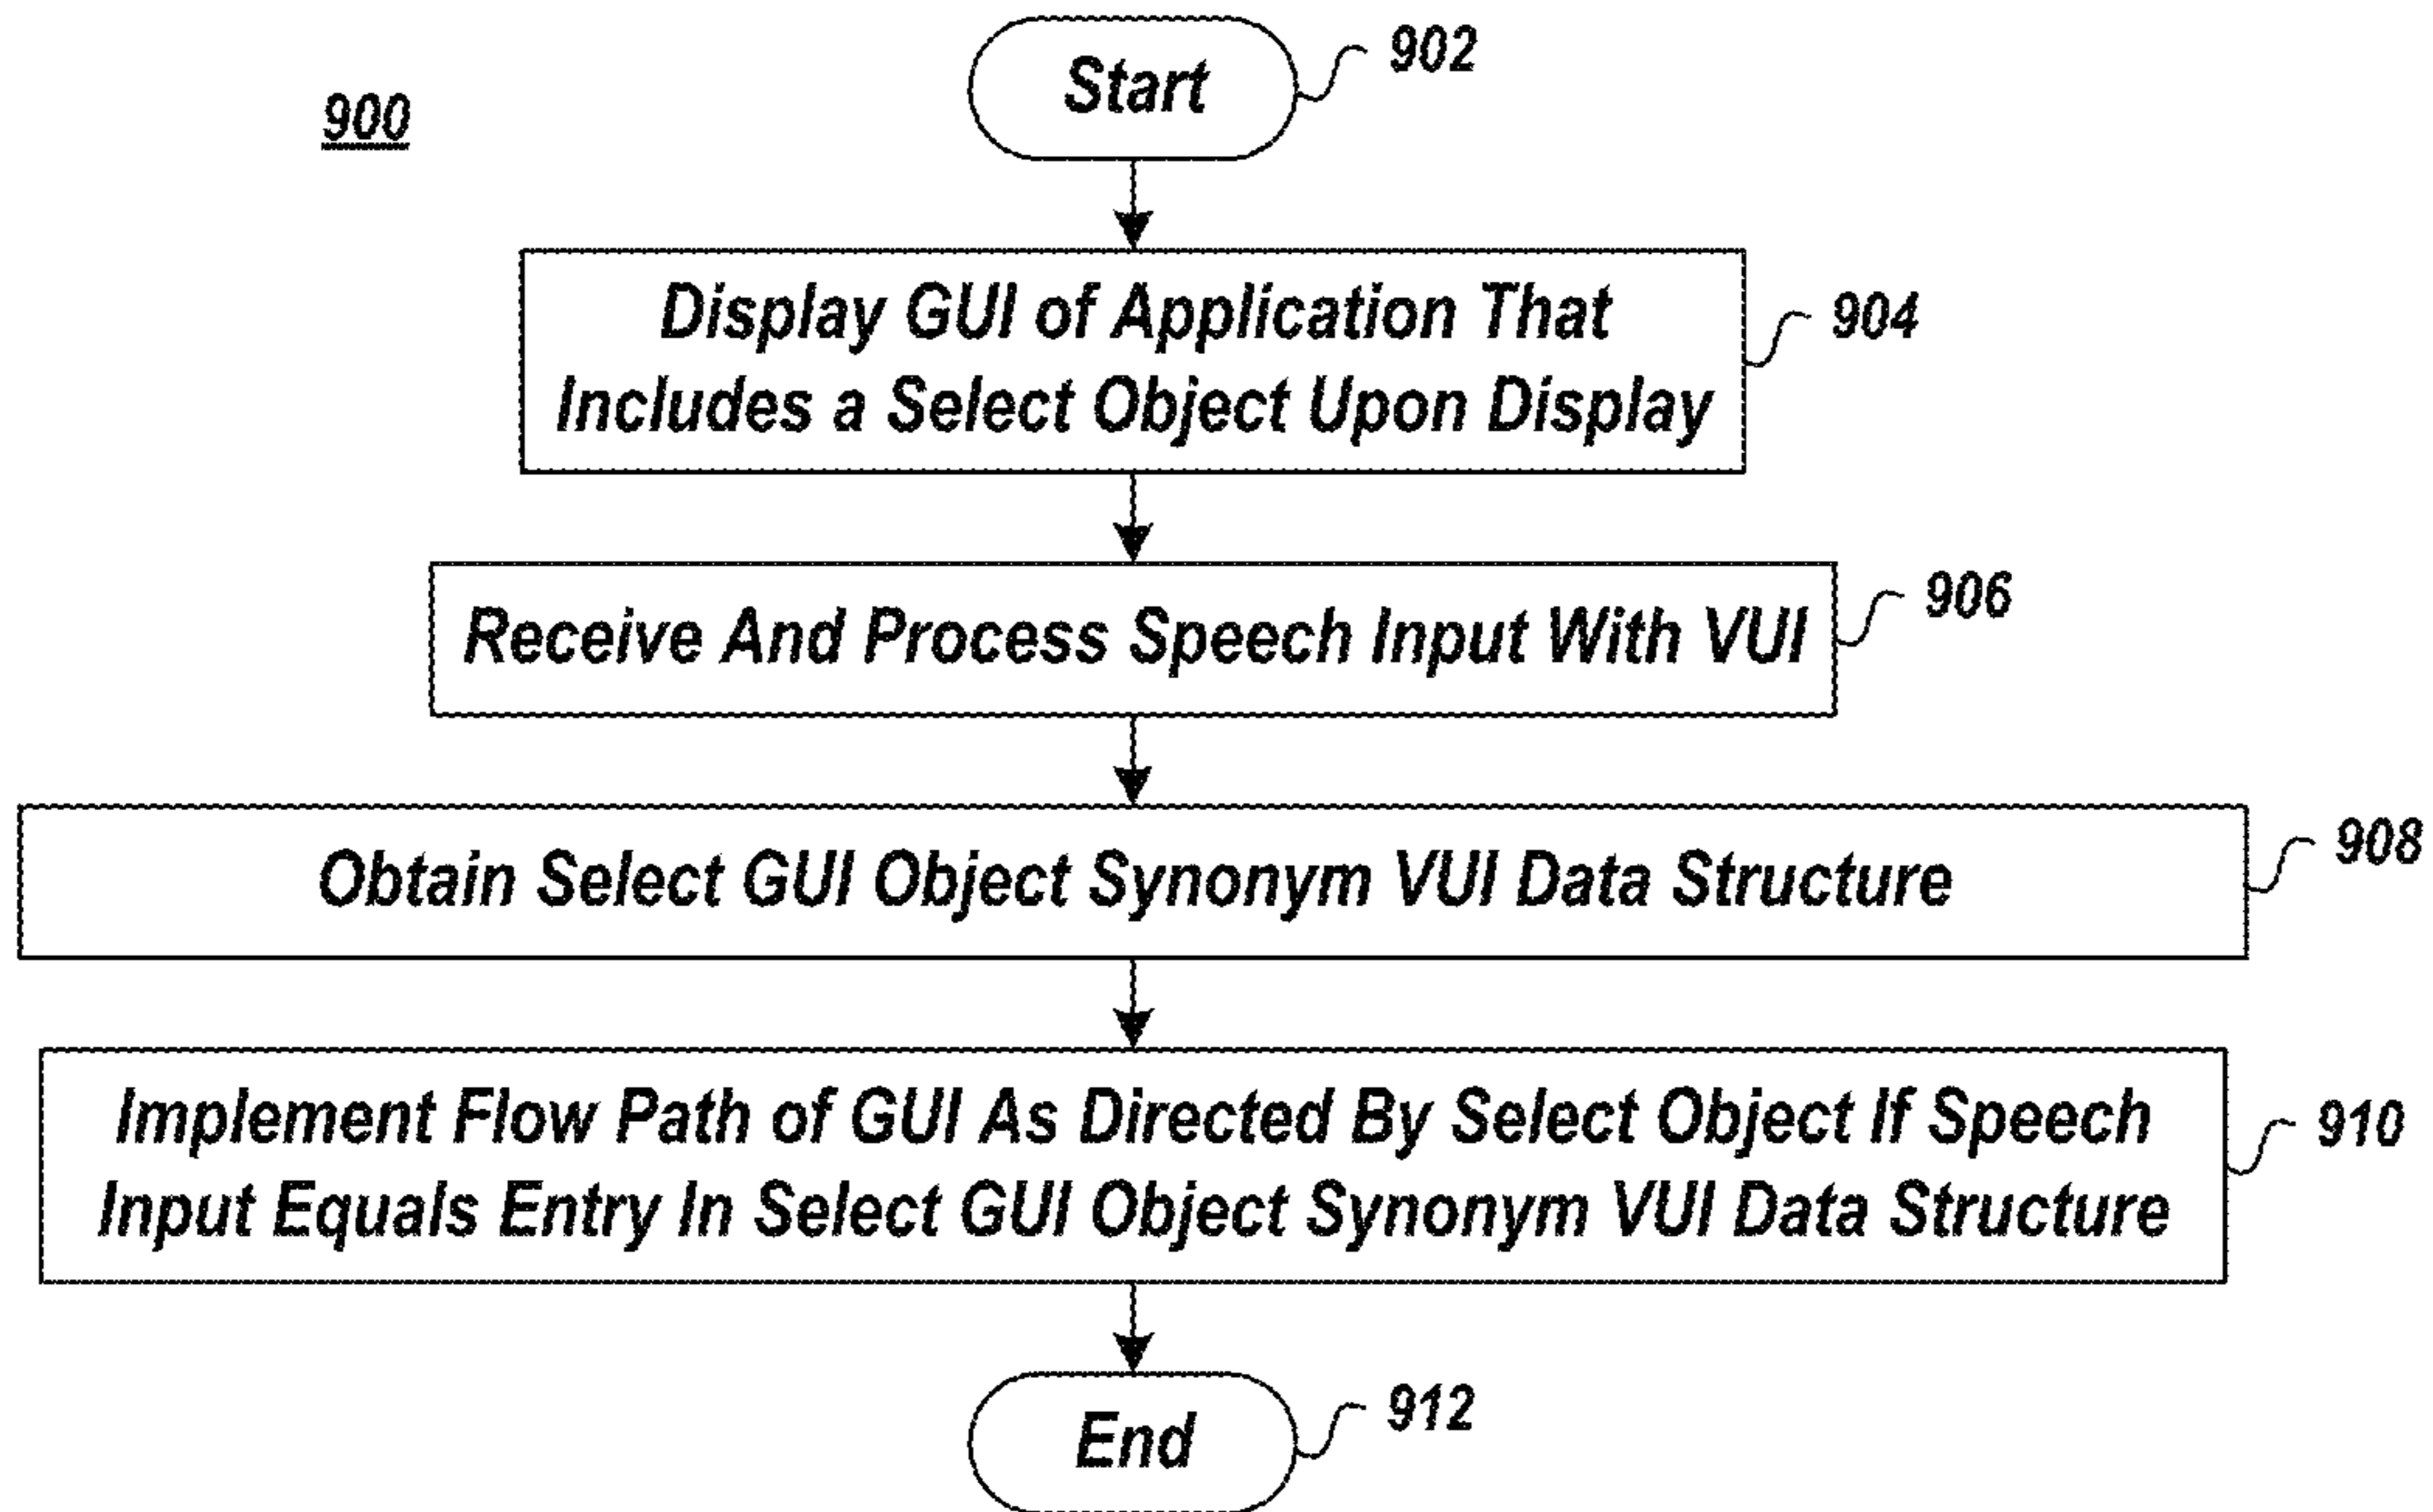 900
Start
902
Display GUI of Application That
Includes a Select Object Upon Display
904
Receive And Process Speech Input With VUI
906
Obtain Select GUI Object Synonym VUI Data Structure
908
Implement Flow Path of GUI As Directed By Select Object If Speech
Input Equals Entry In Select GUI Object Synonym VUI Data Structure
910
End
912